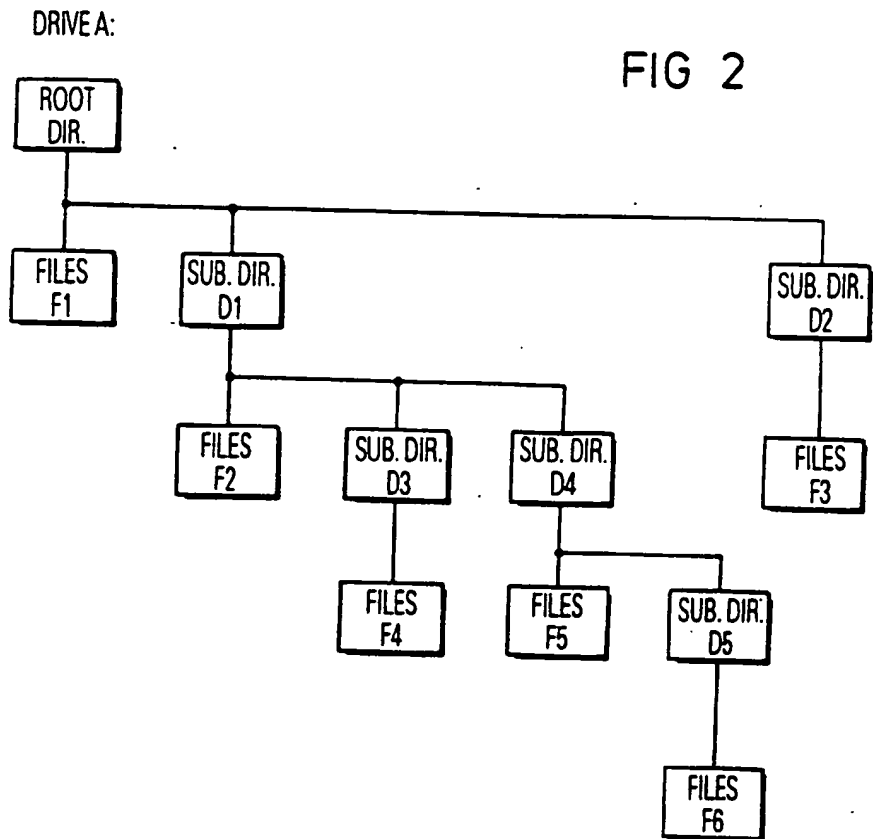 DRIVE A:
FIG 2
ROOT
DIR.
FILES
F1
SUB. DIR.
D1
SUB. DIR.
D2
FILES
F2
SUB. DIR.
D3
SUB. DIR.
D4
FILES
F3
FILES
F4
FILES
F5
SUB. DIR.
D5
FILES
F6